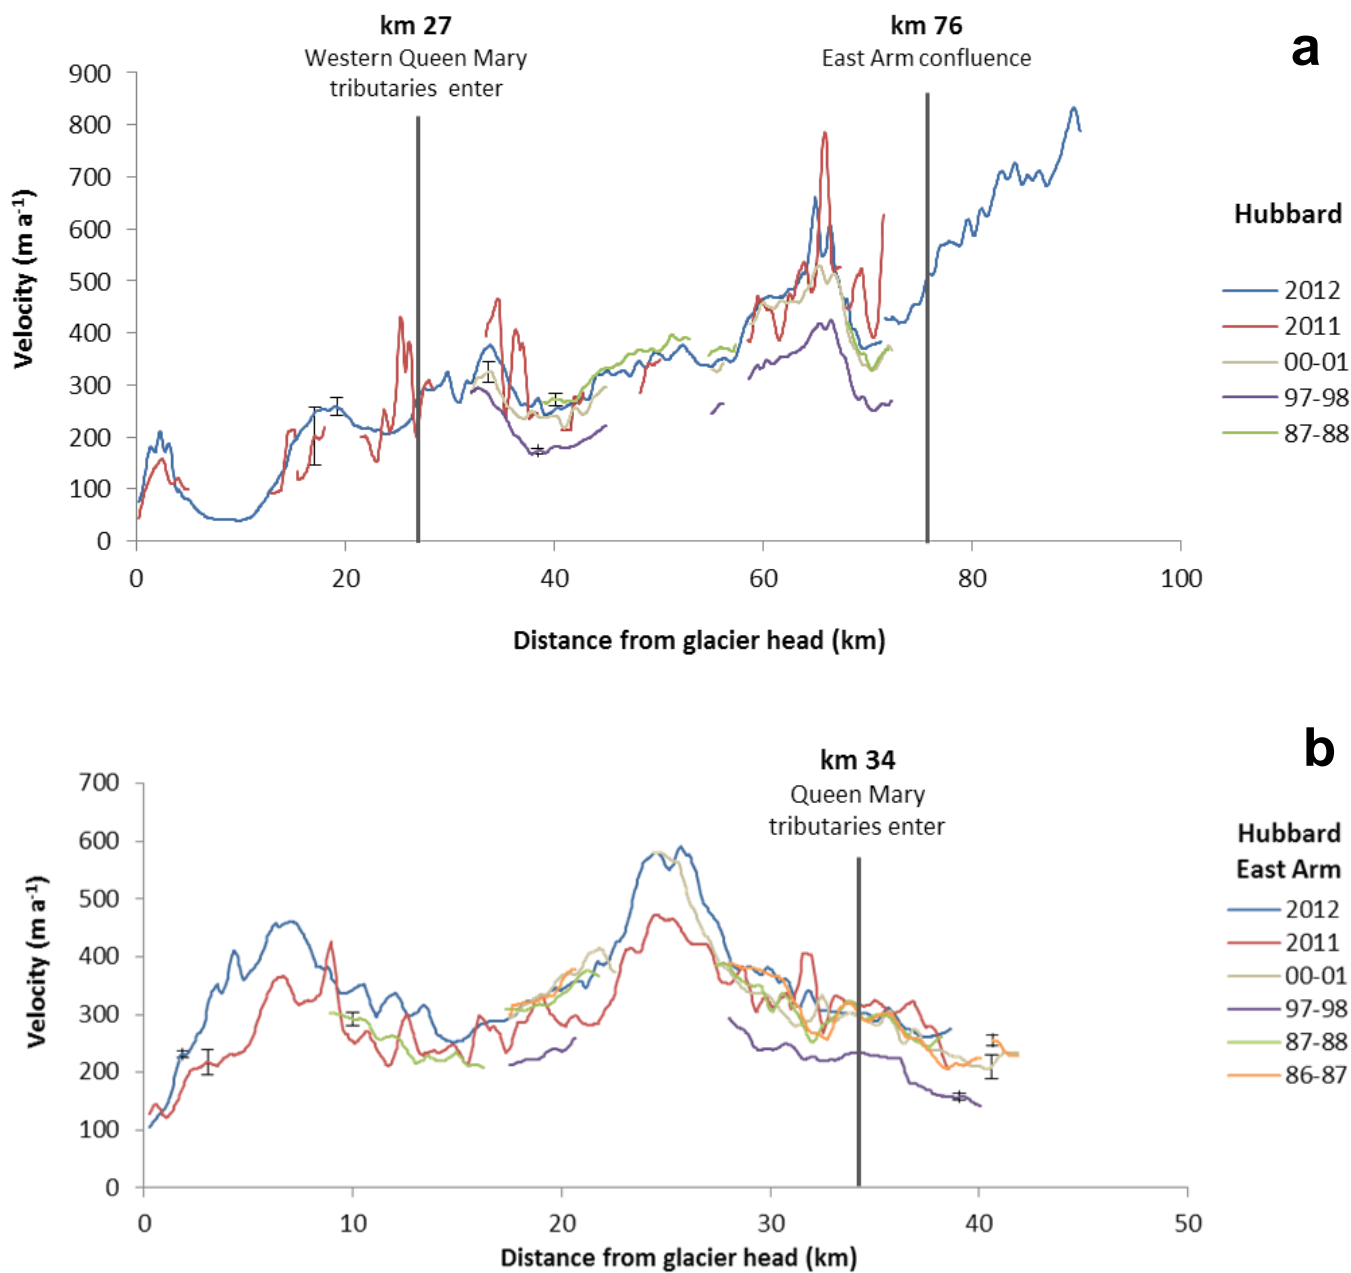 km 27
km 76
a
Western Queen Mary
tributaries enter
East Arm confluence
900
800
700
600
500
400
300
200
100
0
Velocity (m a-1)
0 20 40 60 80 100
Distance from glacier head (km)
Hubbard
2012
2011
00-01
97-98
87-88
b
km 34
Queen Mary
tributaries enter
700
600
500
400
300
200
100
0
Velocity (m a-1)
0 10 20 30 40 50
Distance from glacier head (km)
Hubbard
East Arm
2012
2011
00-01
97-98
87-88
86-87